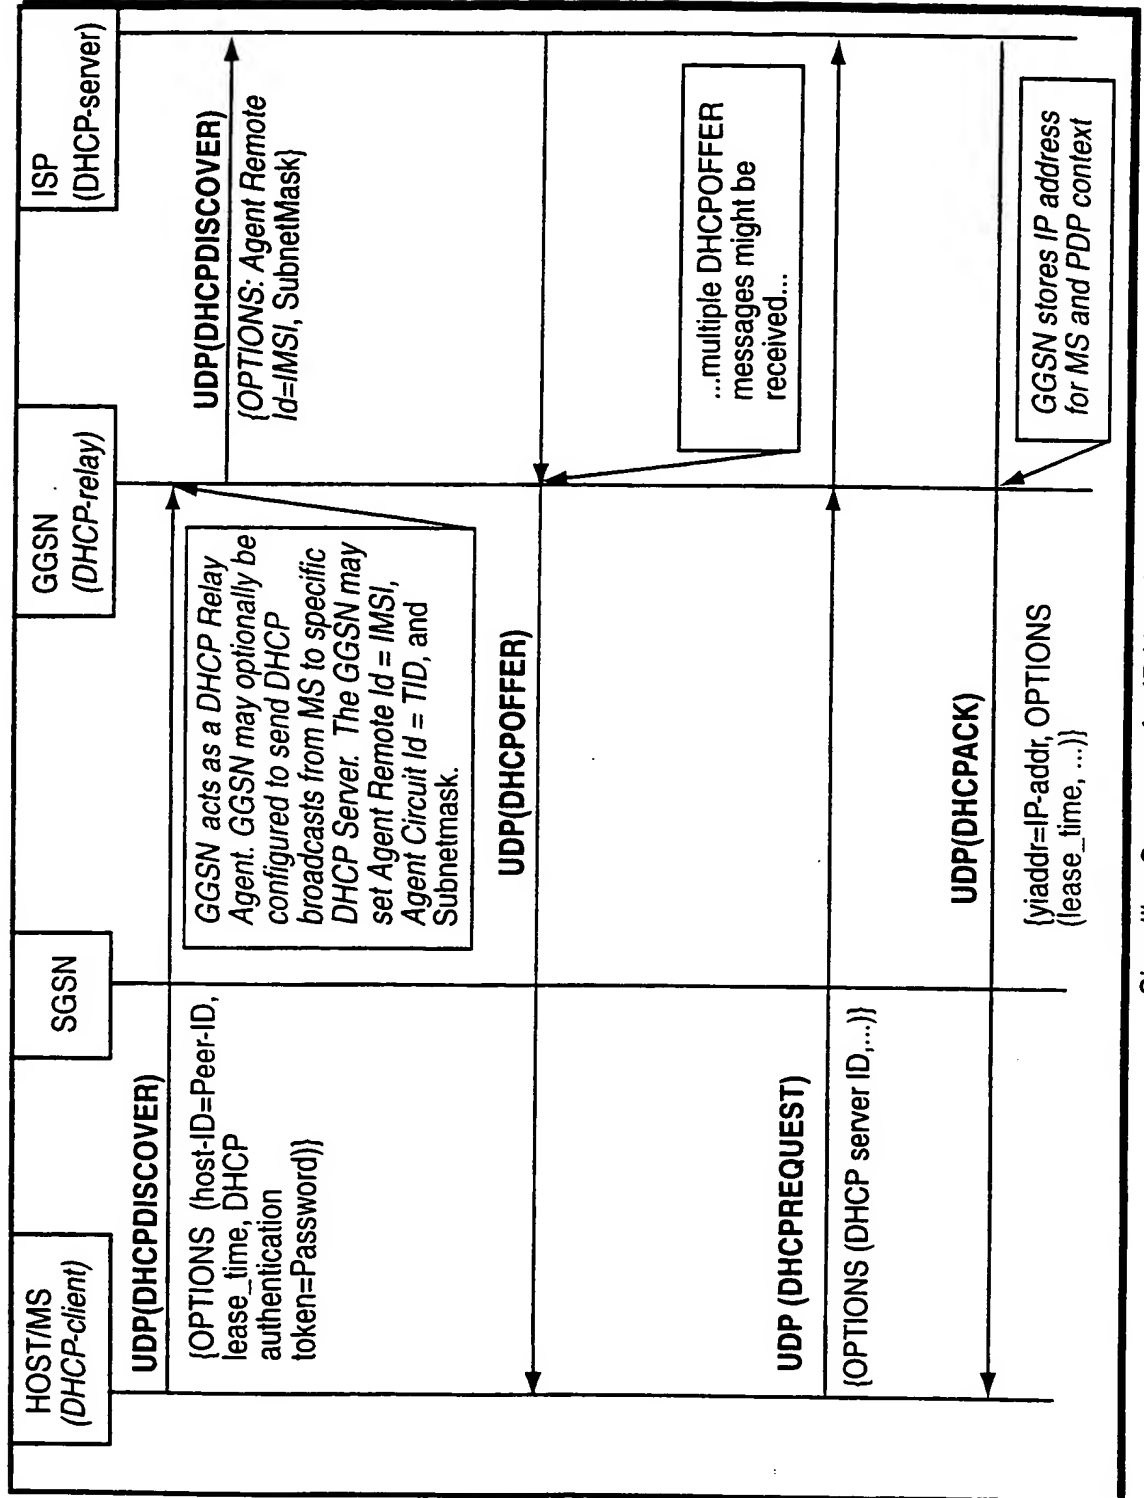 HOST/MS
(DHCP-client)
SGSN
GGSN
(DHCP-relay)
ISP
(DHCP-server)
UDP(DHCPDISCOVER)
{OPTIONS (host-ID=Peer-ID,
lease_time, DHCP
authentication
token=Password)}
GGSN acts as a DHCP Relay
Agent. GGSN may optionally be
configured to send DHCP
broadcasts from MS to specific
DHCP Server. The GGSN may
set Agent Remote Id = IMSI,
Agent Circuit Id = TID, and
Subnetmask.
UDP(DHCPDISCOVER)
{OPTIONS: Agent Remote
Id=IMSI, SubnetMask}
UDP(DHCPOFFER)
...multiple DHCPOFFER
messages might be
received...
UDP (DHCPREQUEST)
{OPTIONS (DHCP server ID,...)}
UDP(DHCPACK)
{yiaddr=IP-addr, OPTIONS
(lease_time, ...)}
GGSN stores IP address
for MS and PDP context